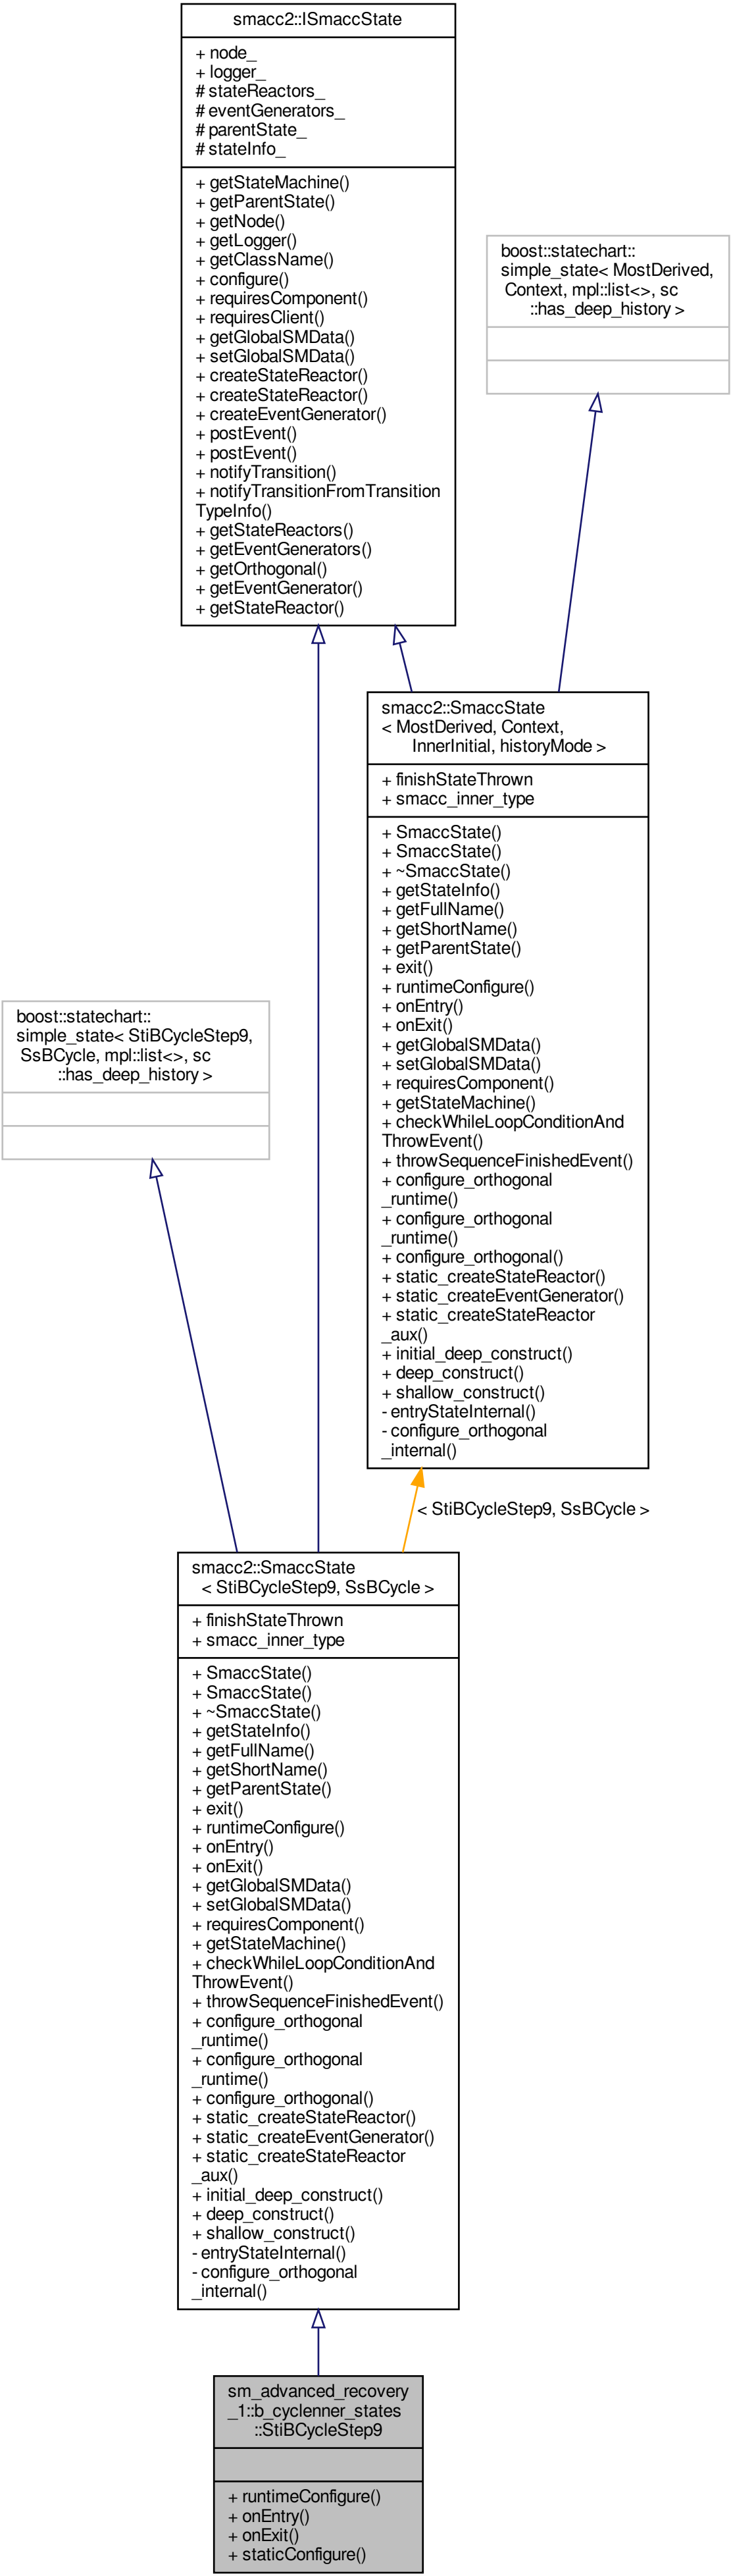 smacc2::ISmaccState
+ node_
+ logger_
# stateReactors_
# eventGenerators_
# parentState_
# stateInfo_
+ getStateMachine()
+ getParentState()
+ getNode()
+ getLogger()
+ getClassName()
+ configure()
+ requiresComponent()
+ requiresClient()
+ getGlobalSMData()
+ setGlobalSMData()
+ createStateReactor()
+ createStateReactor()
+ createEventGenerator()
+ postEvent()
+ postEvent()
+ notifyTransition()
+ notifyTransitionFromTransition
TypeInfo()
+ getStateReactors()
+ getEventGenerators()
+ getOrthogonal()
+ getEventGenerator()
+ getStateReactor()
boost::statechart::
simple_state< MostDerived,
Context, mpl::list<>, sc
::has_deep_history >
smacc2::SmaccState
< MostDerived, Context,
InnerInitial, historyMode >
+ finishStateThrown
+ smacc_inner_type
+ SmaccState()
+ SmaccState()
+ ~SmaccState()
+ getStateInfo()
+ getFullName()
+ getShortName()
+ getParentState()
+ exit()
+ runtimeConfigure()
+ onEntry()
+ onExit()
+ getGlobalSMData()
+ setGlobalSMData()
+ requiresComponent()
+ getStateMachine()
+ checkWhileLoopConditionAnd
ThrowEvent()
+ throwSequenceFinishedEvent()
+ configure_orthogonal
_runtime()
+ configure_orthogonal
_runtime()
+ configure_orthogonal()
+ static_createStateReactor()
+ static_createEventGenerator()
+ static_createStateReactor
_aux()
+ initial_deep_construct()
+ deep_construct()
+ shallow_construct()
- entryStateInternal()
- configure_orthogonal
_internal()
boost::statechart::
simple_state< StiBCycleStep9,
SsBCycle, mpl::list<>, sc
::has_deep_history >
< StiBCycleStep9, SsBCycle >
smacc2::SmaccState
< StiBCycleStep9, SsBCycle >
+ finishStateThrown
+ smacc_inner_type
+ SmaccState()
+ SmaccState()
+ ~SmaccState()
+ getStateInfo()
+ getFullName()
+ getShortName()
+ getParentState()
+ exit()
+ runtimeConfigure()
+ onEntry()
+ onExit()
+ getGlobalSMData()
+ setGlobalSMData()
+ requiresComponent()
+ getStateMachine()
+ checkWhileLoopConditionAnd
ThrowEvent()
+ throwSequenceFinishedEvent()
+ configure_orthogonal
_runtime()
+ configure_orthogonal
_runtime()
+ configure_orthogonal()
+ static_createStateReactor()
+ static_createEventGenerator()
+ static_createStateReactor
_aux()
+ initial_deep_construct()
+ deep_construct()
+ shallow_construct()
- entryStateInternal()
- configure_orthogonal
_internal()
sm_advanced_recovery
_1::b_cyclenner_states
::StiBCycleStep9
+ runtimeConfigure()
+ onEntry()
+ onExit()
+ staticConfigure()